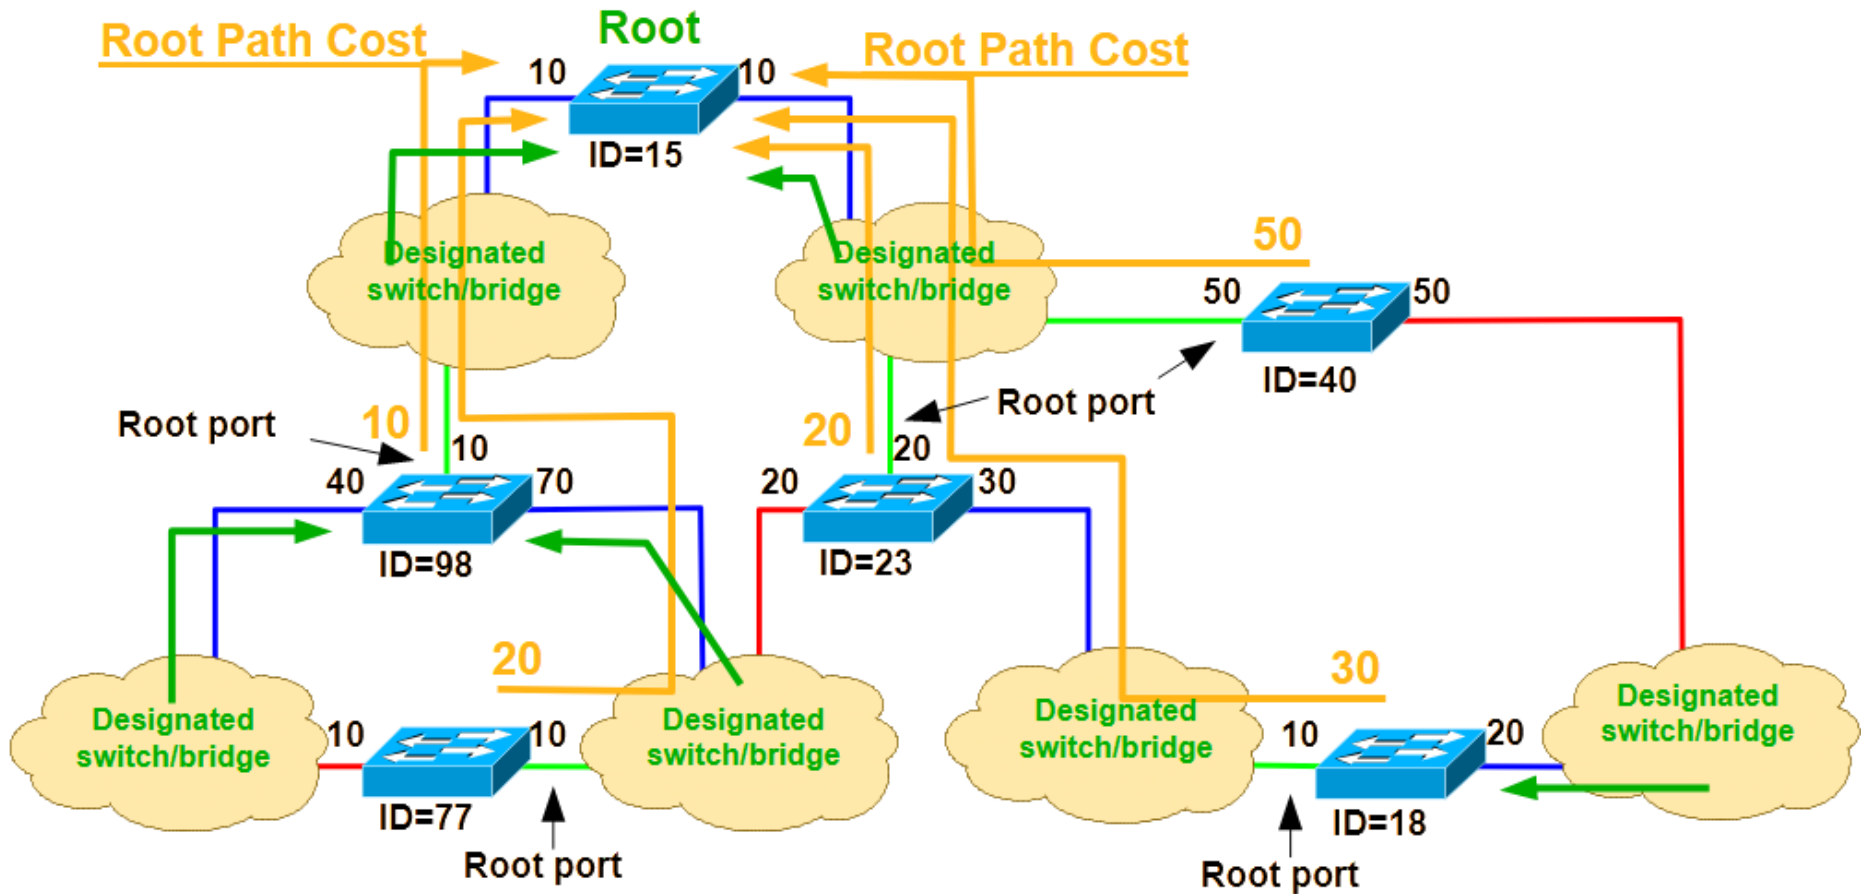 Root Path Cost
Root
Root Path Cost
10
10
ID=15
Designated
switch/bridge
Designated
switch/bridge
50
50
50
ID=40
Root port
Root port
10
10
20
20
40
70
20
30
ID=98
ID=23
20
30
Designated
switch/bridge
10
10
Designated
switch/bridge
Designated
switch/bridge
10
20
Designated
switch/bridge
ID=77
ID=18
Root port
Root port